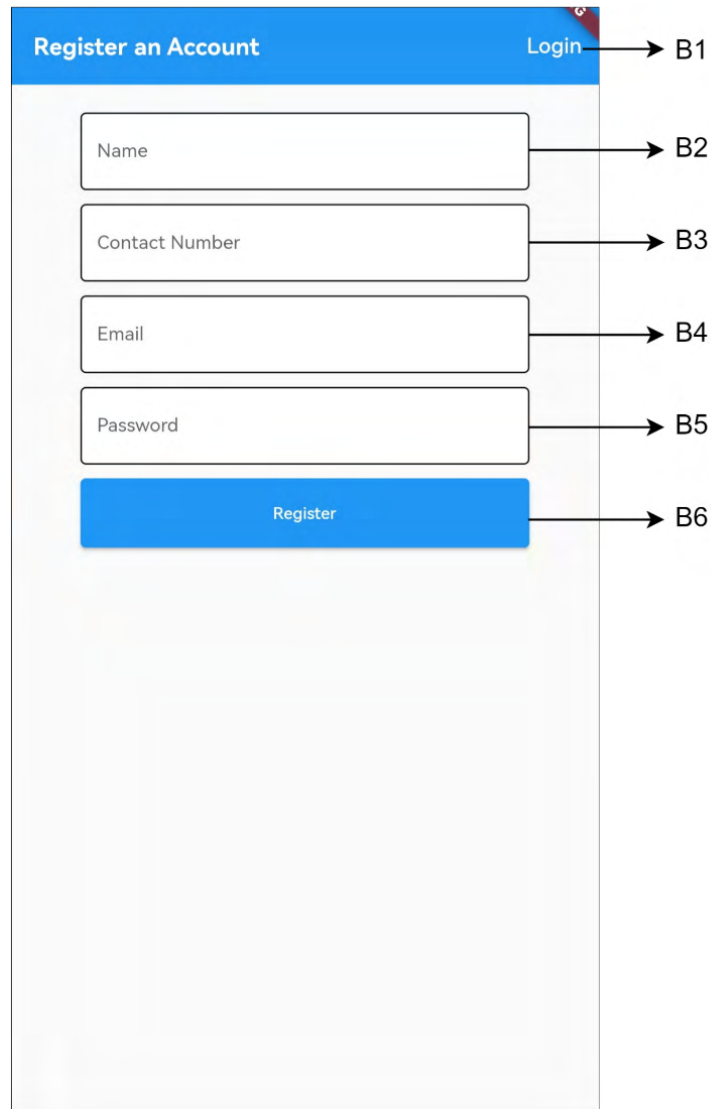 Register an Account
Login
B1
Name
B2
Contact Number
B3
Email
B4
Password
B5
Register
B6